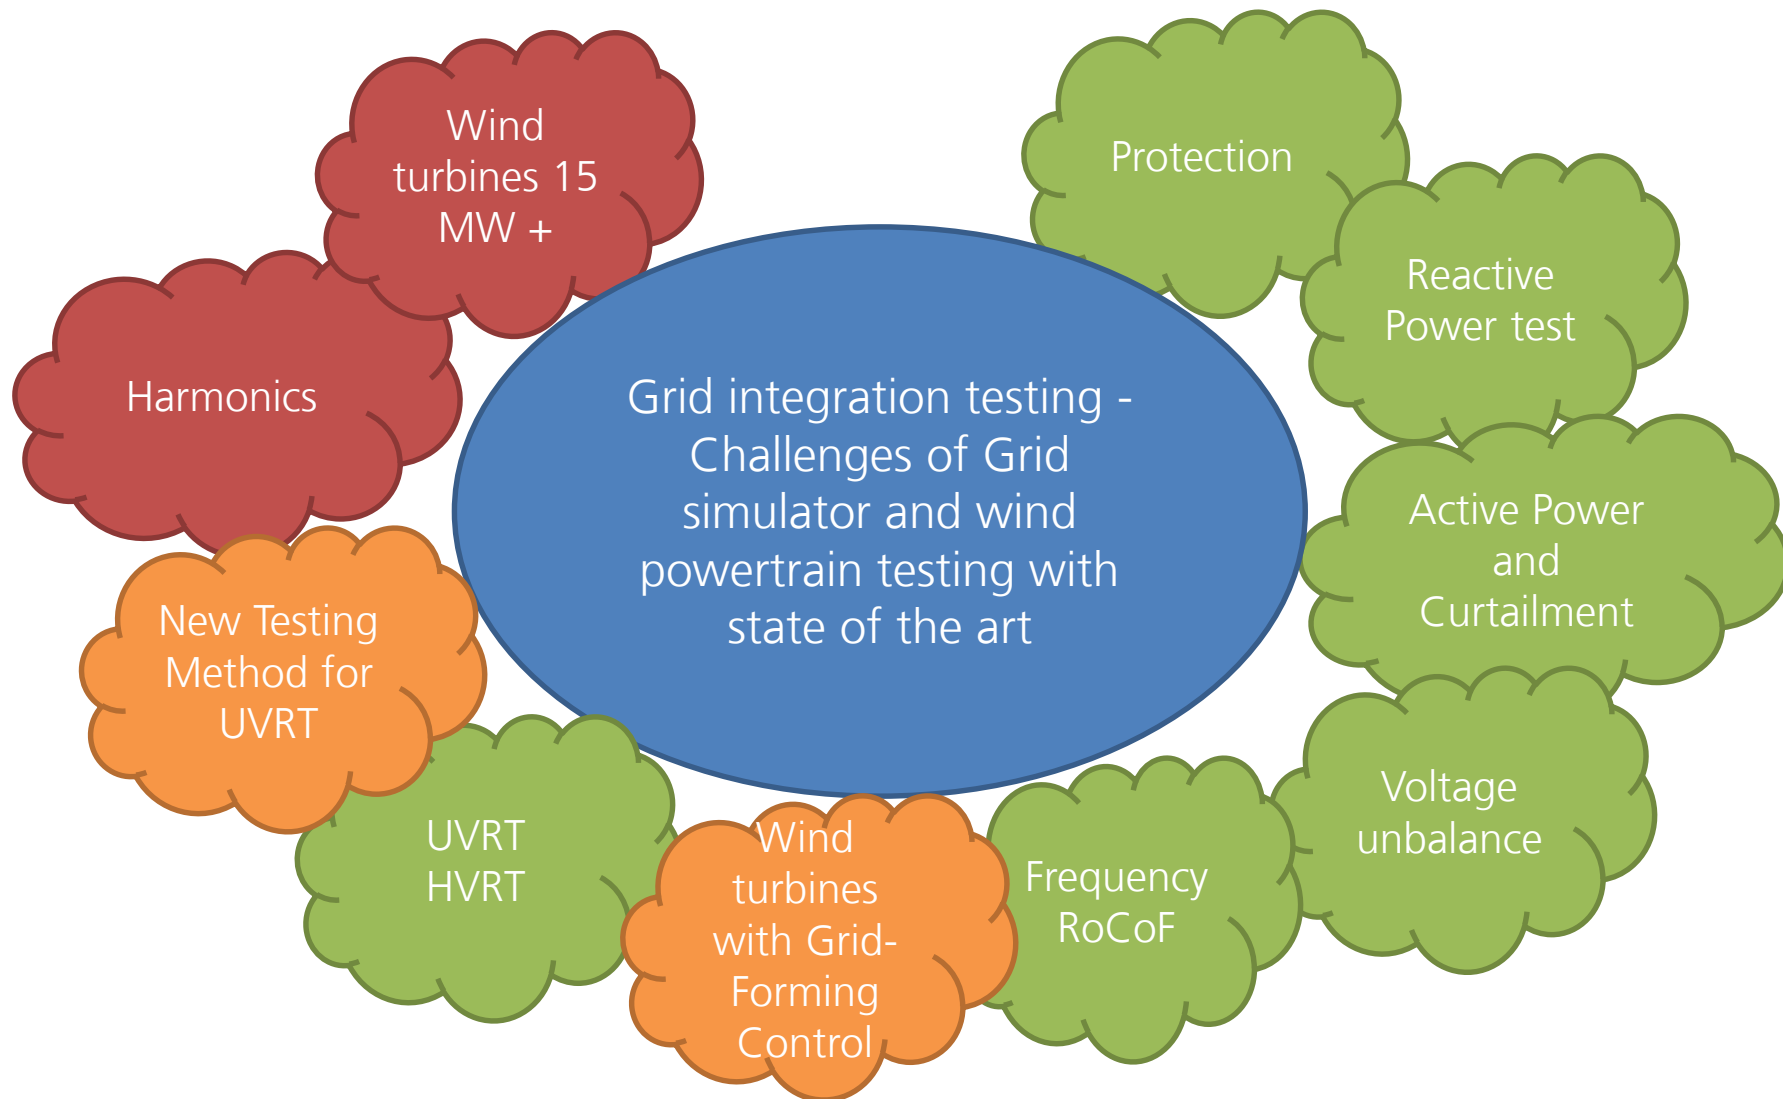 Wind
turbines 15
MW +
Protection
Reactive
Power test
Harmonics
Grid integration testing -
Challenges of Grid
simulator and wind
powertrain testing with
state of the art
Active Power
and
Curtailment
New Testing
Method for
UVRT
Voltage
unbalance
UVRT
HVRT
Wind
turbines
with Grid-
Forming
Control
Frequency
RoCoF